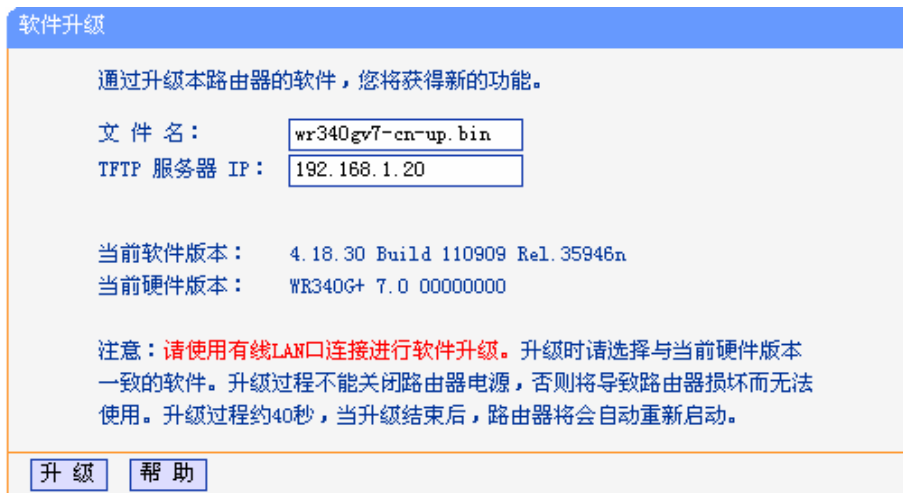 软件升级
通过升级本路由器的软件，您将获得新的功能。
文 件 名： wr340gv7-cn-up.bin
TFTP 服务器 IP： 192.168.1.20
当前软件版本： 4.18.30 Build 110909 Rel.35946n
当前硬件版本： WR340G+ 7.0 00000000
注意：请使用有线LAN口连接进行软件升级。升级时请选择与当前硬件版本
一致的软件。升级过程不能关闭路由器电源，否则将导致路由器损坏而无法
使用。升级过程约40秒，当升级结束后，路由器将会自动重新启动。
升 级 帮 助